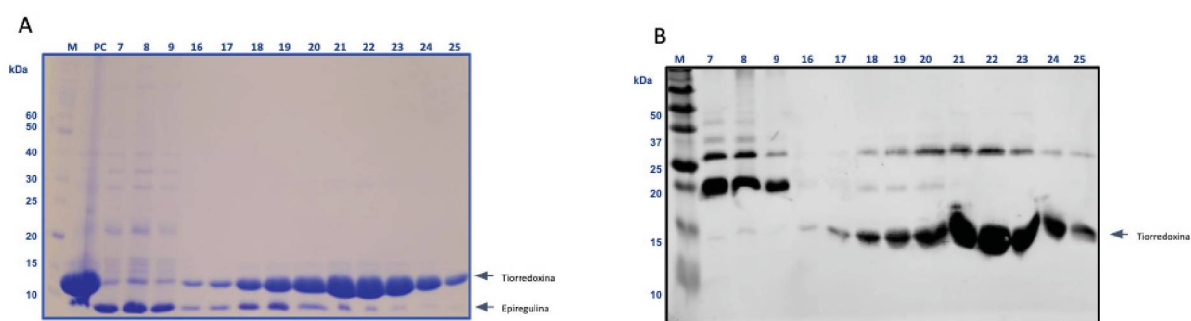 A
M PC 7 8 9 16 17 18 19 20 21 22 23 24 25
kDa
60
50
40
30
25
20
15
10
Tiorredoxina
Epiregulina
B
M 7 8 9 16 17 18 19 20 21 22 23 24 25
kDa
50
37
25
20
15
10
Tiorredoxina